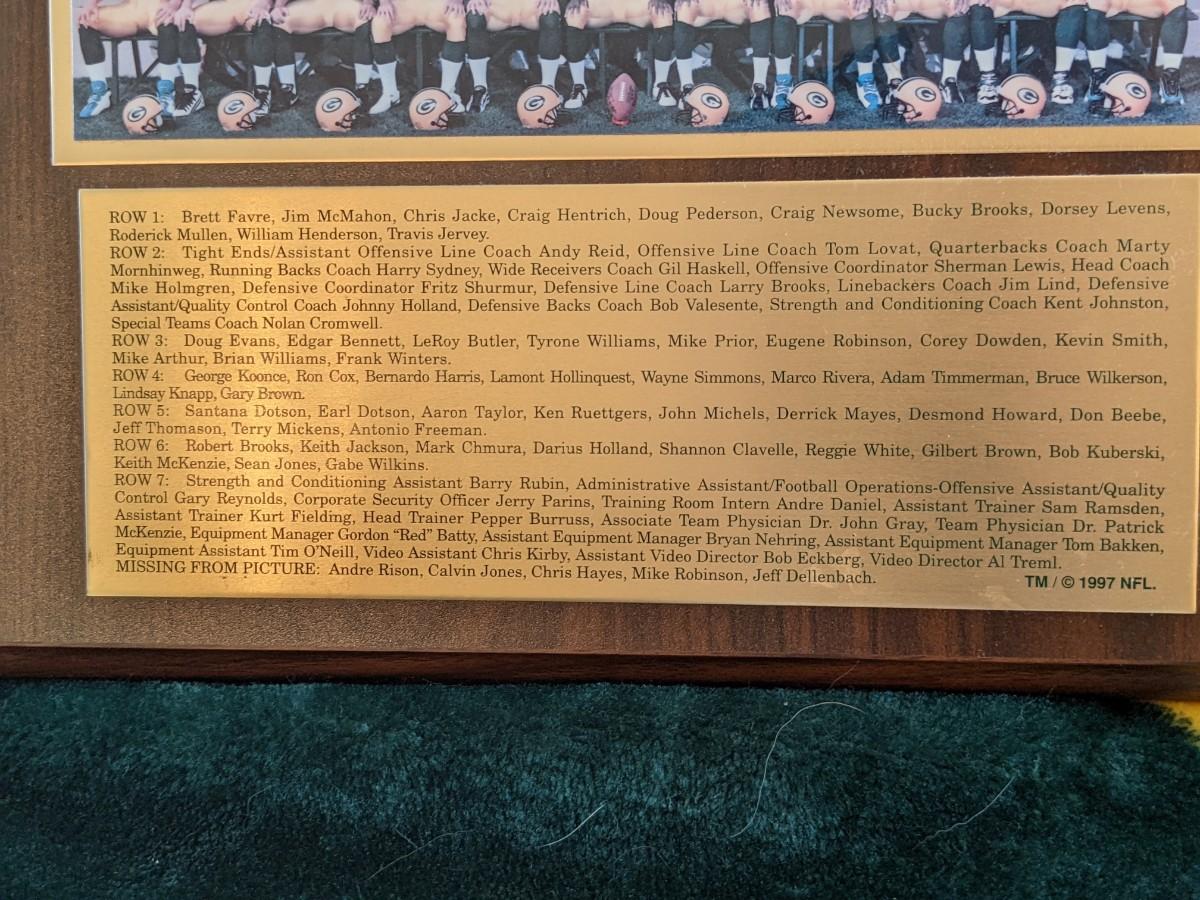 ROW 1: Brett Favre, Jim McMahon, Chris Jacke, Craig Hentrich, Doug Pederson, Craig Newsome, Bucky Brooks, Dorsey Levens,
Roderick Mullen, William Henderson, Travis Jervey.
ROW 2: Tight Ends/Assistant Offensive Line Coach Andy Reid, Offensive Line Coach Tom Lovat, Quarterbacks Coach Marty
Mornhinweg, Running Backs Coach Harry Sydney, Wide Receivers Coach Gil Haskell, Offensive Coordinator Sherman Lewis, Head Coach
Mike Holmgren, Defensive Coordinator Fritz Shurmur, Defensive Line Coach Larry Brooks, Linebackers Coach Jim Lind, Defensive
Assistant/Quality Control Coach Johnny Holland, Defensive Backs Coach Bob Valesente, Strength and Conditioning Coach Kent Johnston,
Special Teams Coach Nolan Cromwell.
ROW 3: Doug Evans, Edgar Bennett, LeRoy Butler, Tyrone Williams, Mike Prior, Eugene Robinson, Corey Dowden, Kevin Smith,
Mike Arthur, Brian Williams, Frank Winters.
ROW 4: George Koonce, Ron Cox, Bernardo Harris, Lamont Hollinquest, Wayne Simmons, Marco Rivera, Adam Timmerman, Bruce Wilkerson,
Lindsay Knapp, Gary Brown.
ROW 5: Santana Dotson, Earl Dotson, Aaron Taylor, Ken Ruettgers, John Michels, Derrick Mayes, Desmond Howard, Don Beebe,
Jeff Thomason, Terry Mickens, Antonio Freeman.
ROW 6: Robert Brooks, Keith Jackson, Mark Chmura, Darius Holland, Shannon Clavelle, Reggie White, Gilbert Brown, Bob Kuberski,
Keith McKenzie, Sean Jones, Gabe Wilkins.
ROW 7: Strength and Conditioning Assistant Barry Rubin, Administrative Assistant/Football Operations-Offensive Assistant/Quality
Control Gary Reynolds, Corporate Security Officer Jerry Parins, Training Room Intern Andre Daniel, Assistant Trainer Sam Ramsden,
Assistant Trainer Kurt Fielding, Head Trainer Pepper Burruss, Associate Team Physician Dr. John Gray, Team Physician Dr. Patrick
McKenzie, Equipment Manager Gordon “Red” Batty, Assistant Equipment Manager Bryan Nehring, Assistant Equipment Manager Tom Bakken,
Equipment Assistant Tim O’Neill, Video Assistant Chris Kirby, Assistant Video Director Bob Eckberg, Video Director Al Treml.
MISSING FROM PICTURE: Andre Rison, Calvin Jones, Chris Hayes, Mike Robinson, Jeff Dellenbach.
TM / © 1997 NFL.